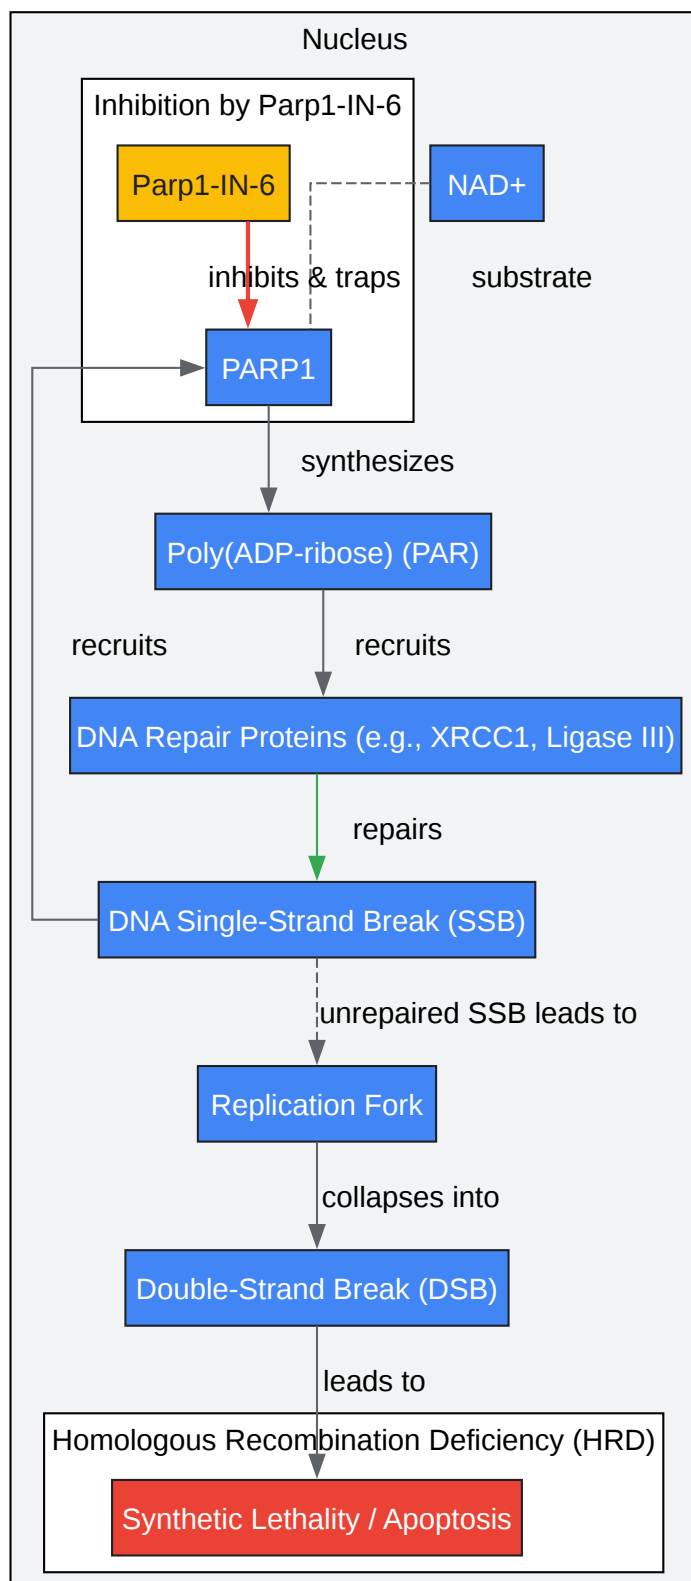 Nucleus
Inhibition by Parp1-IN-6
Parp1-IN-6
NAD+
inhibits & traps
substrate
PARP1
synthesizes
Poly(ADP-ribose) (PAR)
recruits
recruits
DNA Repair Proteins (e.g., XRCC1, Ligase III)
repairs
DNA Single-Strand Break (SSB)
unrepaired SSB leads to
Replication Fork
collapses into
Double-Strand Break (DSB)
leads to
Homologous Recombination Deficiency (HRD)
Synthetic Lethality / Apoptosis